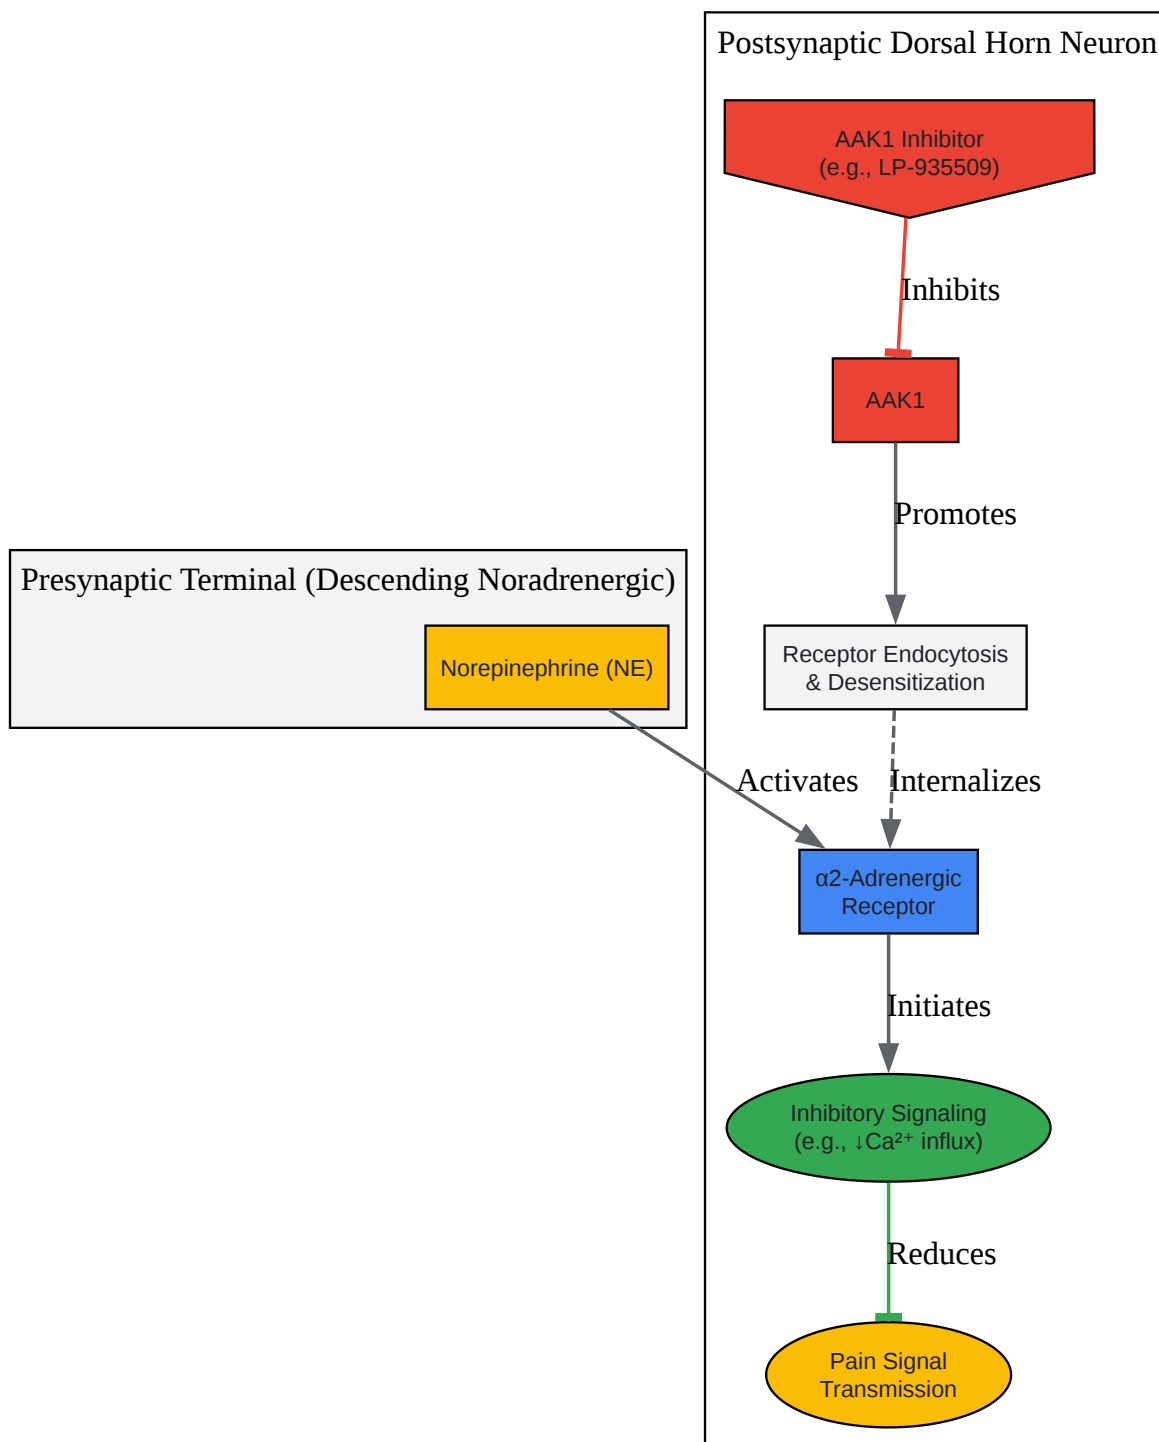 Postsynaptic Dorsal Horn Neuron
AAK1 Inhibitor
(e.g., LP-935509)
Inhibits
AAK1
Promotes
Presynaptic Terminal (Descending Noradrenergic)
Norepinephrine (NE)
Receptor Endocytosis
& Desensitization
Activates
Internalizes
α2-Adrenergic
Receptor
Initiates
Inhibitory Signaling
(e.g., ↓Ca²⁺ influx)
Reduces
Pain Signal
Transmission